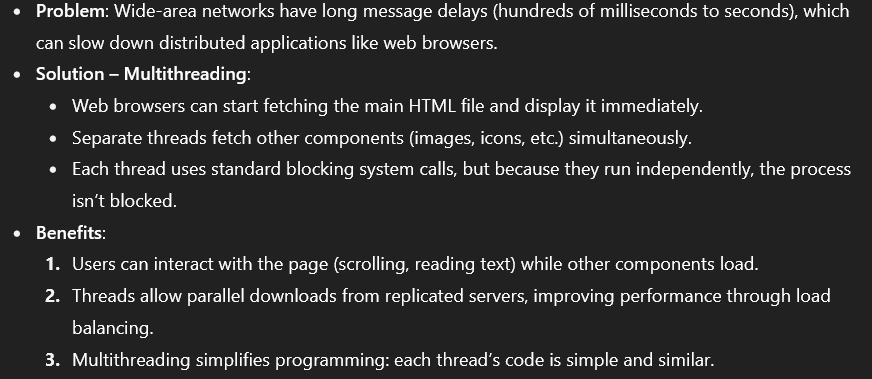 • Problem: Wide-area networks have long message delays (hundreds of milliseconds to seconds), which
can slow down distributed applications like web browsers.
• Solution – Multithreading:
• Web browsers can start fetching the main HTML file and display it immediately.
• Separate threads fetch other components (images, icons, etc.) simultaneously.
• Each thread uses standard blocking system calls, but because they run independently, the process
isn’t blocked.
• Benefits:
1. Users can interact with the page (scrolling, reading text) while other components load.
2. Threads allow parallel downloads from replicated servers, improving performance through load
balancing.
3. Multithreading simplifies programming: each thread’s code is simple and similar.